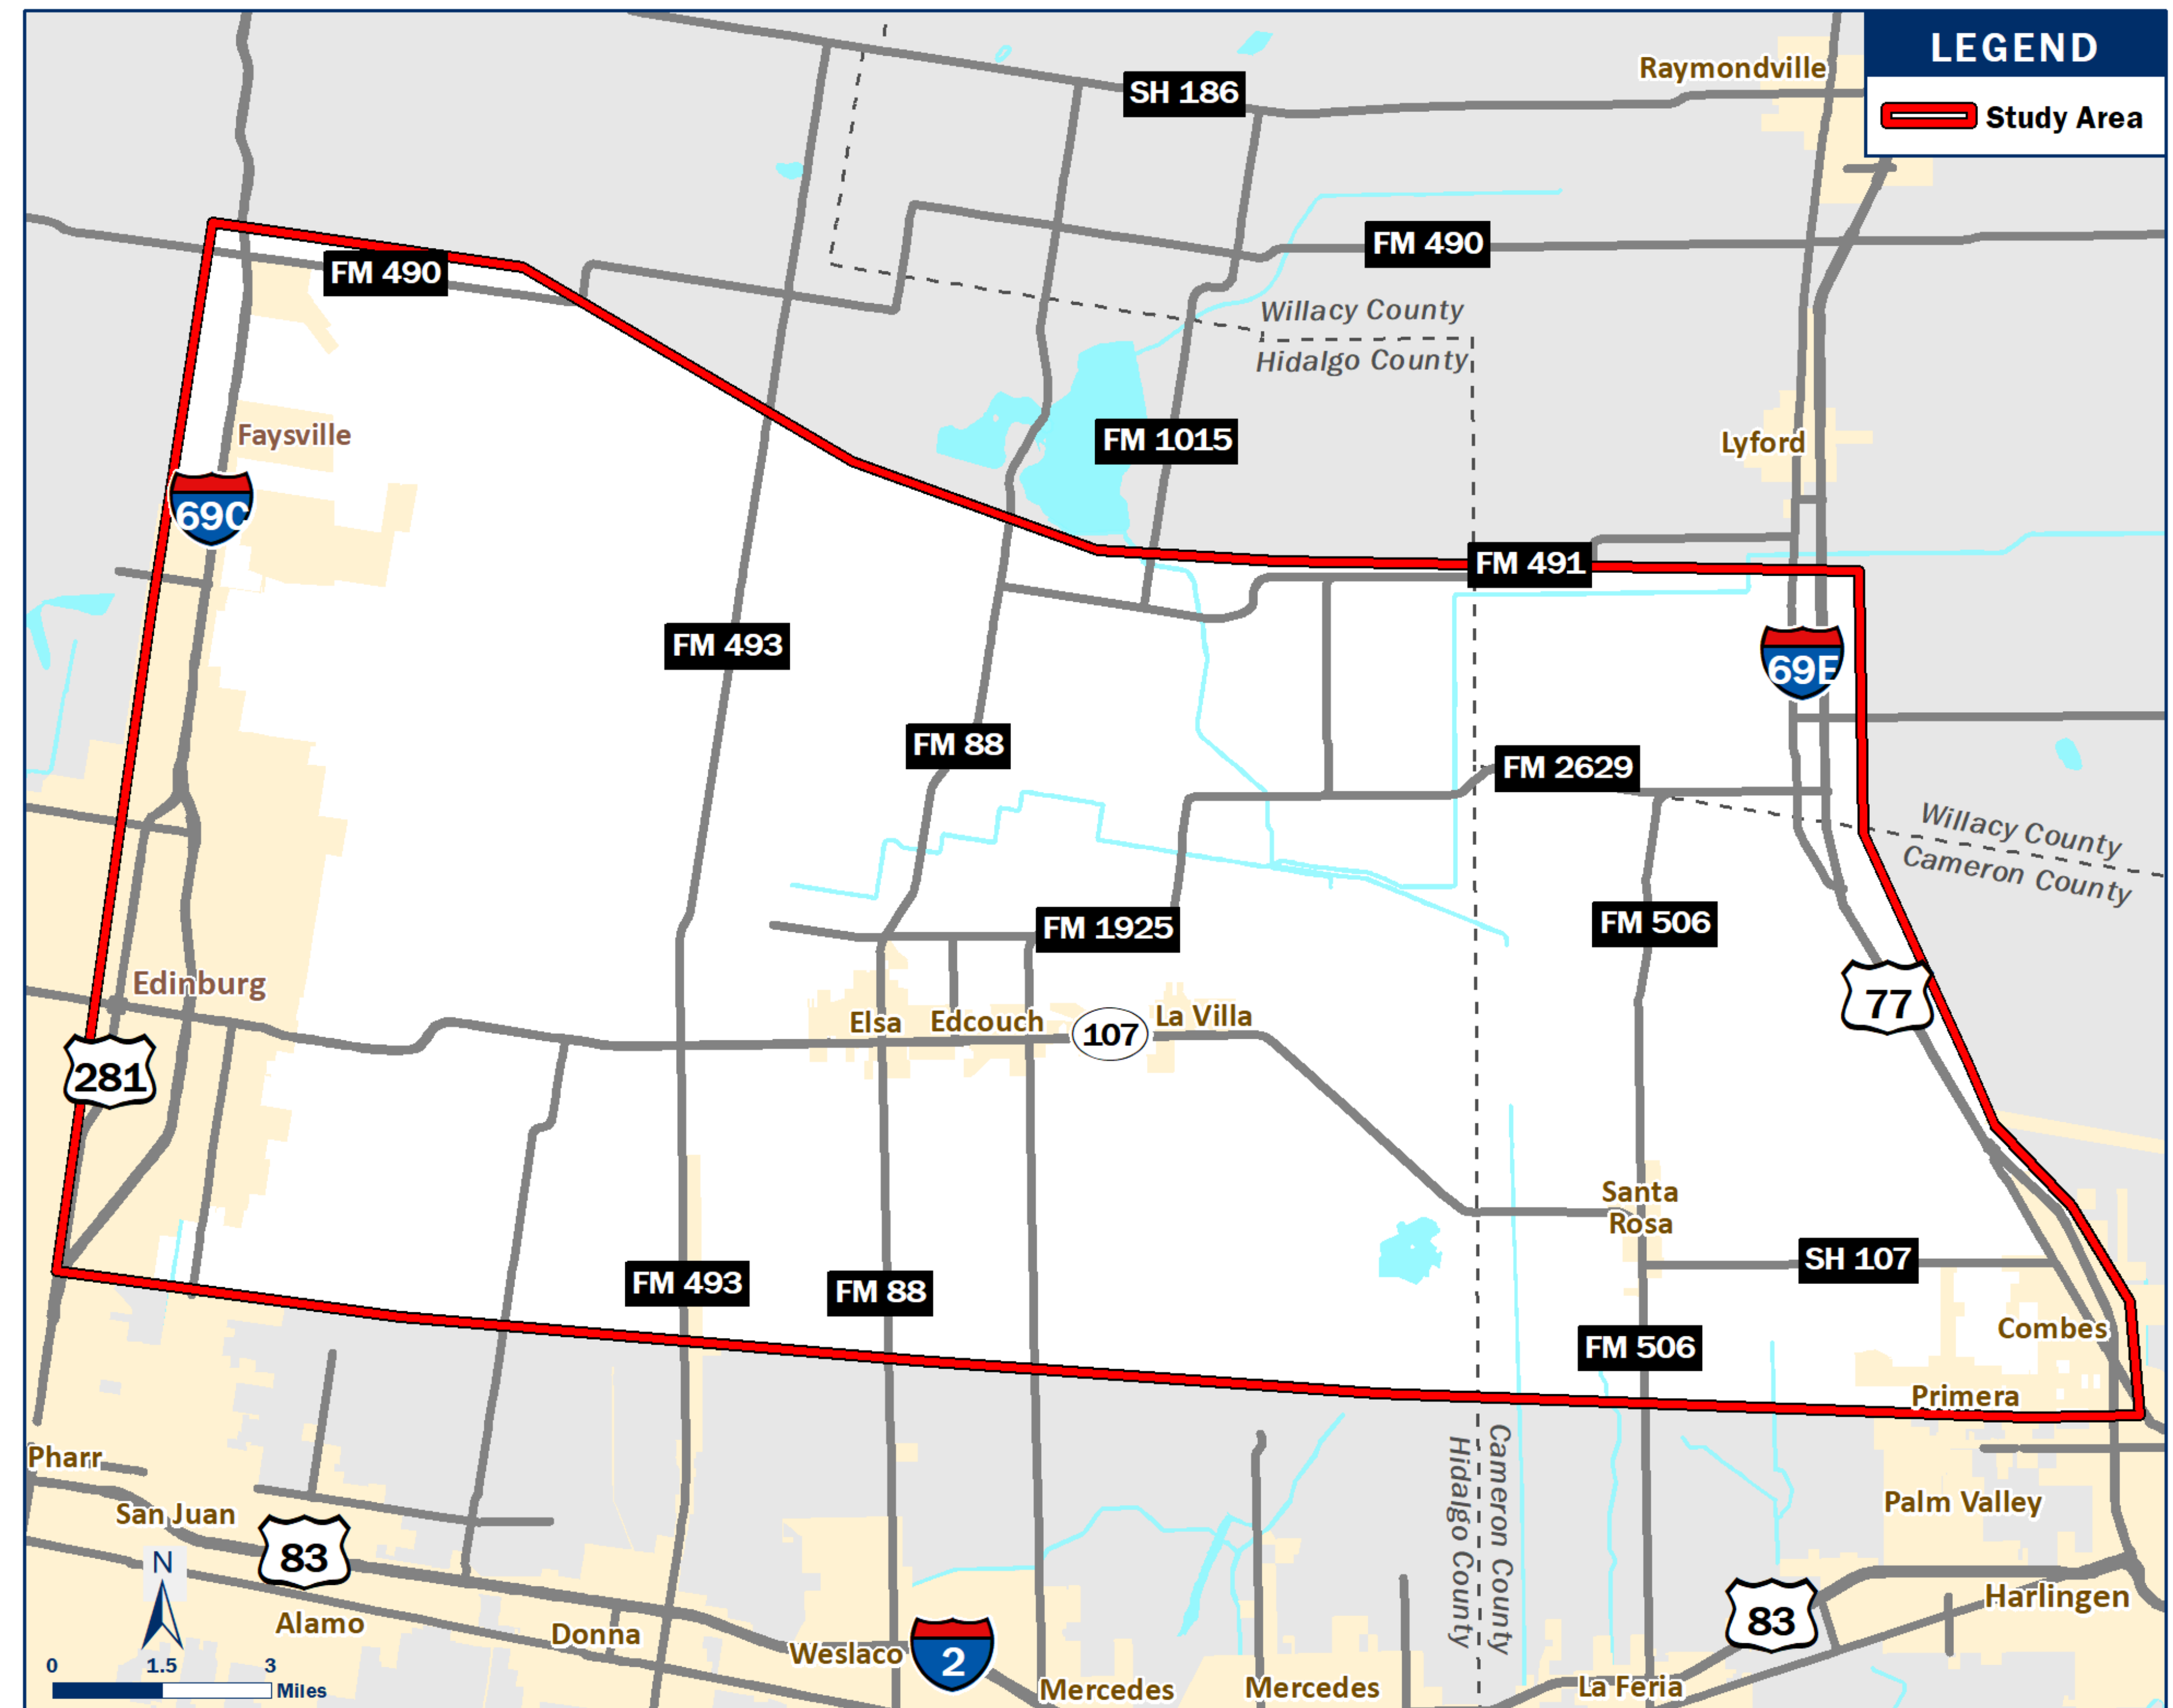 LEGEND
Study Area
Raymondville
SH 186
FM 490
FM 490
Willacy County
Hidalgo County
Faysville
FM 1015
Lyford
69C
FM 491
FM 493
69E
FM 88
FM 2629
Willacy County
Cameron County
FM 1925
FM 506
Edinburg
77
Elsa
Edcouch
107
La Villa
281
Santa
Rosa
SH 107
FM 493
FM 88
FM 506
Combes
Primera
Cameron County
Hidalgo County
Pharr
San Juan
Palm Valley
83
N
Alamo
Donna
Weslaco
2
83
Harlingen
Mercedes
Mercedes
La Feria
0 1.5 3
Miles